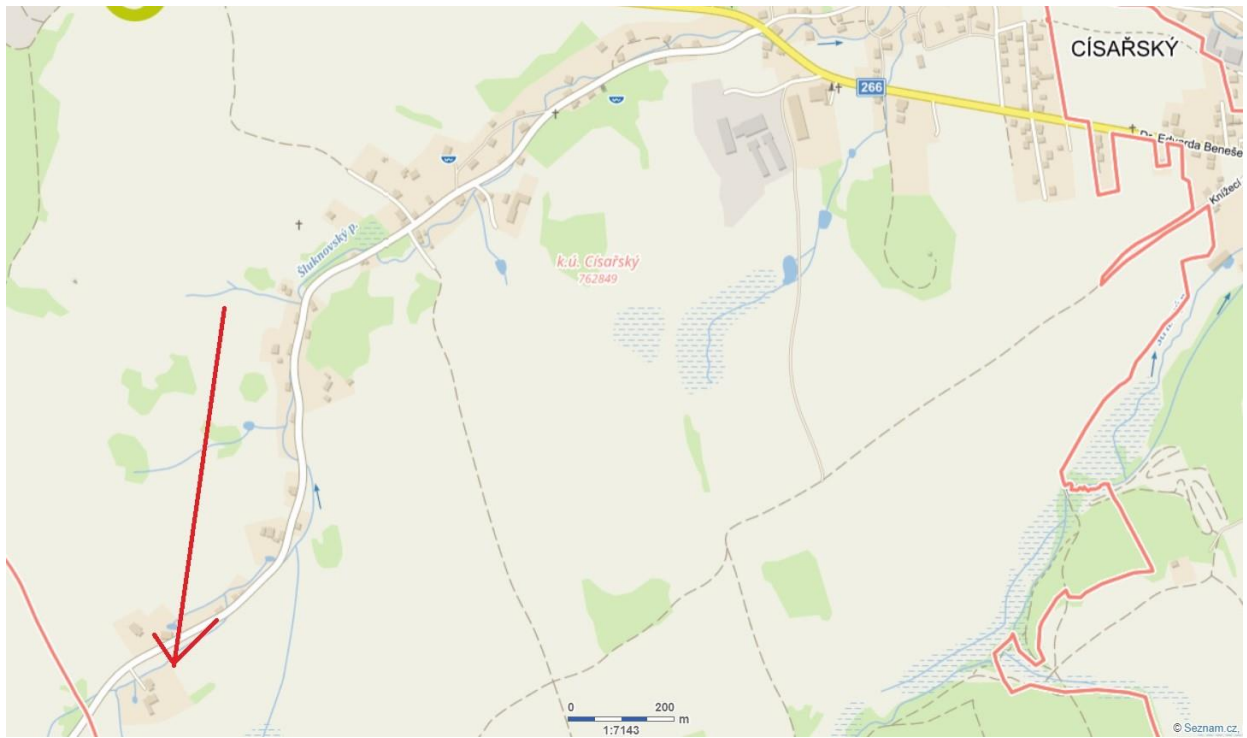 CÍSAŘSKÝ
266
Dr. Edvarda Beneše
Knížecí
Šluknovský p.
k.ú. Císařský
762849
0 200
m
1:7143
© Seznam.cz,